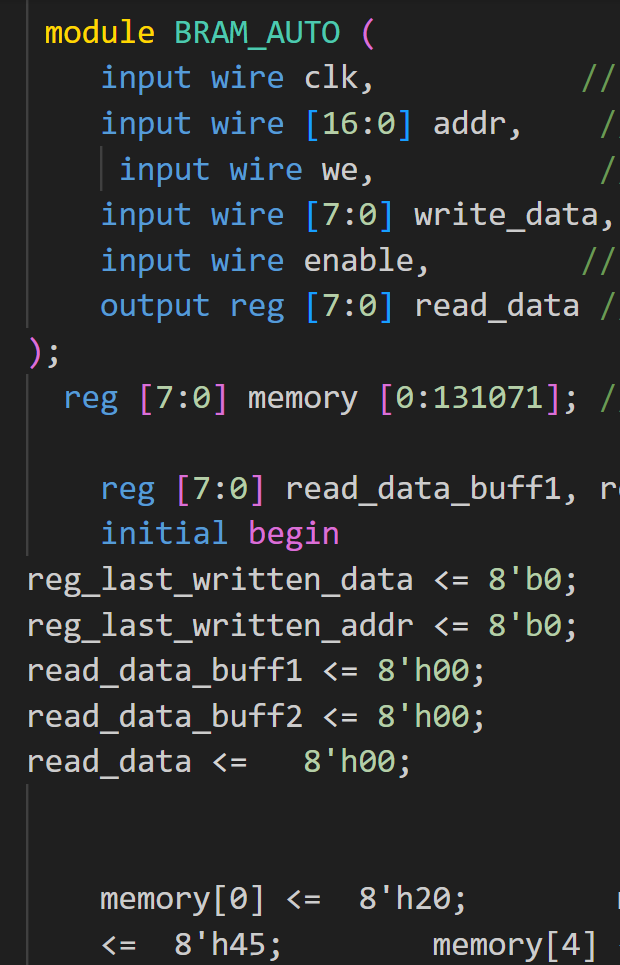 module BRAM_AUTO (
input wire clk, //
input wire [16:0] addr, //
input wire we, //
input wire [7:0] write_data,
input wire enable, //
output reg [7:0] read_data //
);
reg [7:0] memory [0:131071]; //
reg [7:0] read_data_buff1,
initial begin
reg_last_written_data <= 8'b0;
reg_last_written_addr <= 8'b0;
read_data_buff1 <= 8'h00;
read_data_buff2 <= 8'h00;
read_data <= 8'h00;
memory[0] <= 8'h20;
<= 8'h45; memory[4]